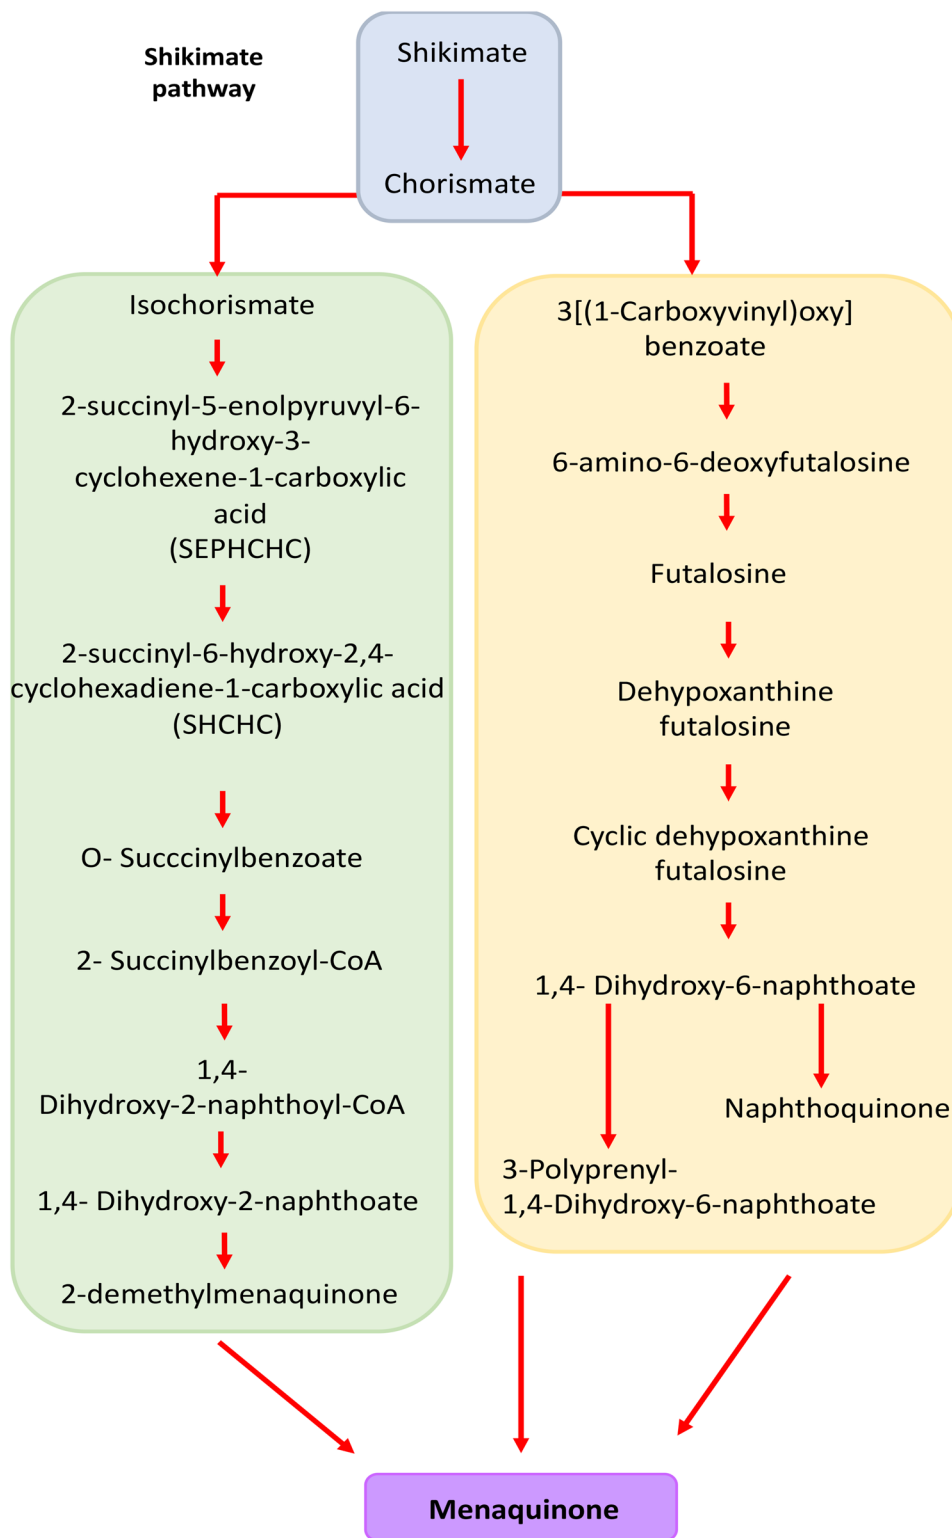 Shikimate
pathway
Shikimate
Chorismate
Isochorismate
2-succinyl-5-enolpyruvyl-6-
hydroxy-3-
cyclohexene-1-carboxylic
acid
(SEPHCHC)
2-succinyl-6-hydroxy-2,4-
cyclohexadiene-1-carboxylic acid
(SHCHC)
O- Succcinylbenzoate
2- Succinylbenzoyl-CoA
1,4-
Dihydroxy-2-naphthoyl-CoA
1,4- Dihydroxy-2-naphthoate
2-demethylmenaquinone
3[(1-Carboxyvinyl)oxy]
benzoate
6-amino-6-deoxyfutalosine
Futalosine
Dehypoxanthine
futalosine
Cyclic dehypoxanthine
futalosine
1,4- Dihydroxy-6-naphthoate
Naphthoquinone
3-Polyprenyl-
1,4-Dihydroxy-6-naphthoate
Menaquinone